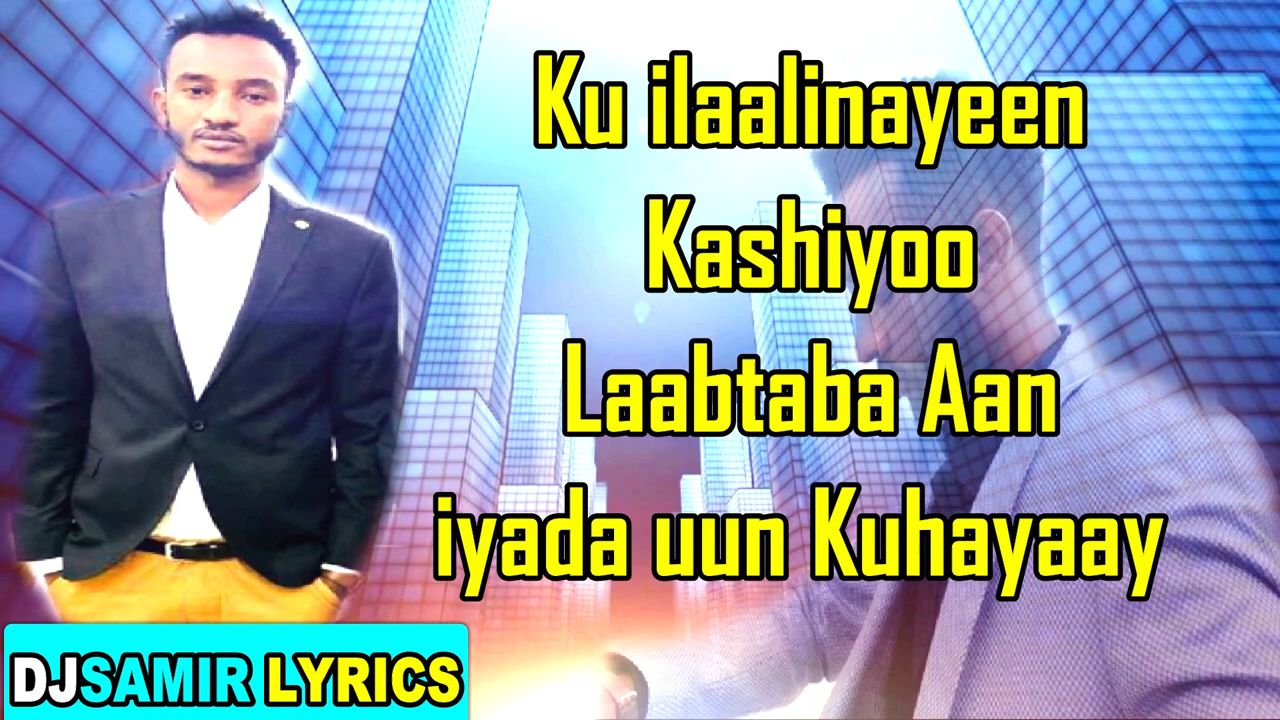 Ku ilaalinayeen
Kashiyoo
Laabtaba Aan
iyada uun Kuhayaay
DJSAMIR LYRICS